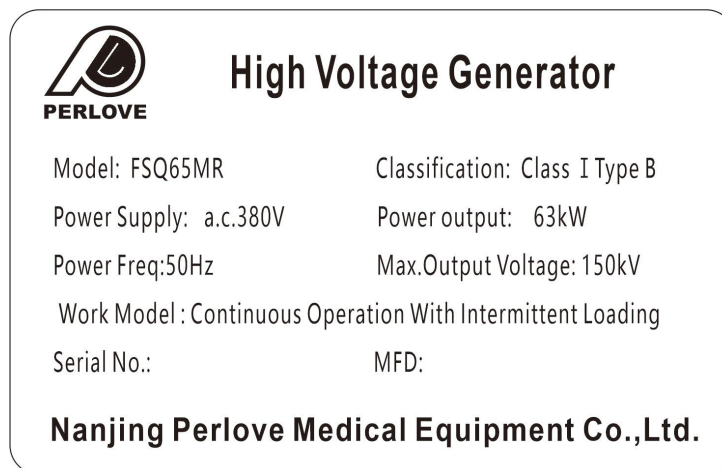 PERLOVE
High Voltage Generator
Model: FSQ65MR Classification: Class I Type B
Power Supply: a.c.380V Power output: 63kW
Power Freq:50Hz Max.Output Voltage: 150kV
Work Model : Continuous Operation With Intermittent Loading
Serial No.: MFD:
Nanjing Perlove Medical Equipment Co.,Ltd.